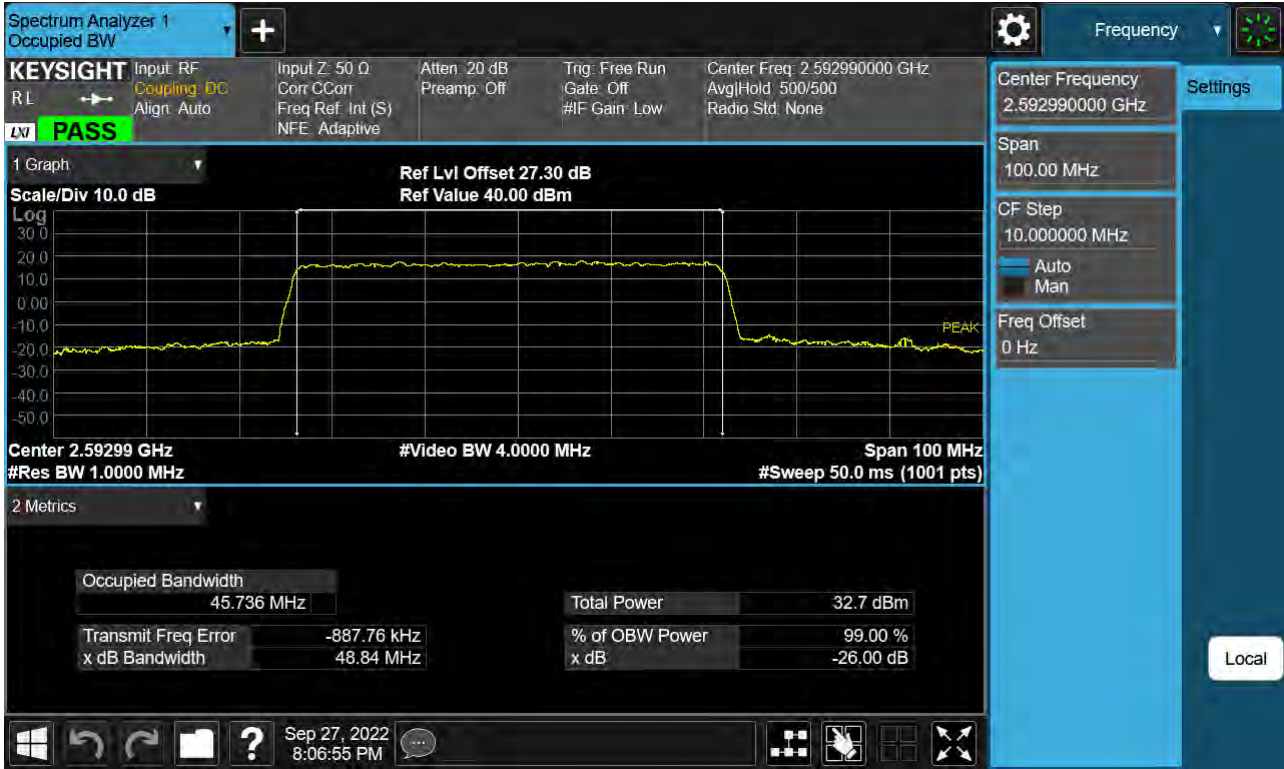 Spectrum Analyzer 1
Occupied BW
+
Frequency
KEYSIGHT
R L
LXI
PASS
Input: RF
Coupling: DC
Align: Auto
Input Z: 50 Ω
Corr CCorr
Freq Ref: Int (S)
NFE: Adaptive
Atten: 20 dB
Preamp: Off
Trig: Free Run
Gate: Off
#IF Gain: Low
Center Freq: 2.592990000 GHz
Avg|Hold: 500/500
Radio Std: None
1 Graph
Scale/Div 10.0 dB
Ref Lvl Offset 27.30 dB
Ref Value 40.00 dBm
Log
30.0
20.0
10.0
0.00
-10.0
-20.0
-30.0
-40.0
-50.0
PEAK
Center 2.59299 GHz
#Video BW 4.0000 MHz
Span 100 MHz
#Res BW 1.0000 MHz
#Sweep 50.0 ms (1001 pts)
2 Metrics
Occupied Bandwidth
45.736 MHz
Transmit Freq Error -887.76 kHz
x dB Bandwidth 48.84 MHz
Total Power 32.7 dBm
% of OBW Power 99.00 %
x dB -26.00 dB
Center Frequency
2.592990000 GHz
Span
100.00 MHz
CF Step
10.000000 MHz
Auto
Man
Freq Offset
0 Hz
Settings
Local
?
Sep 27, 2022
8:06:55 PM